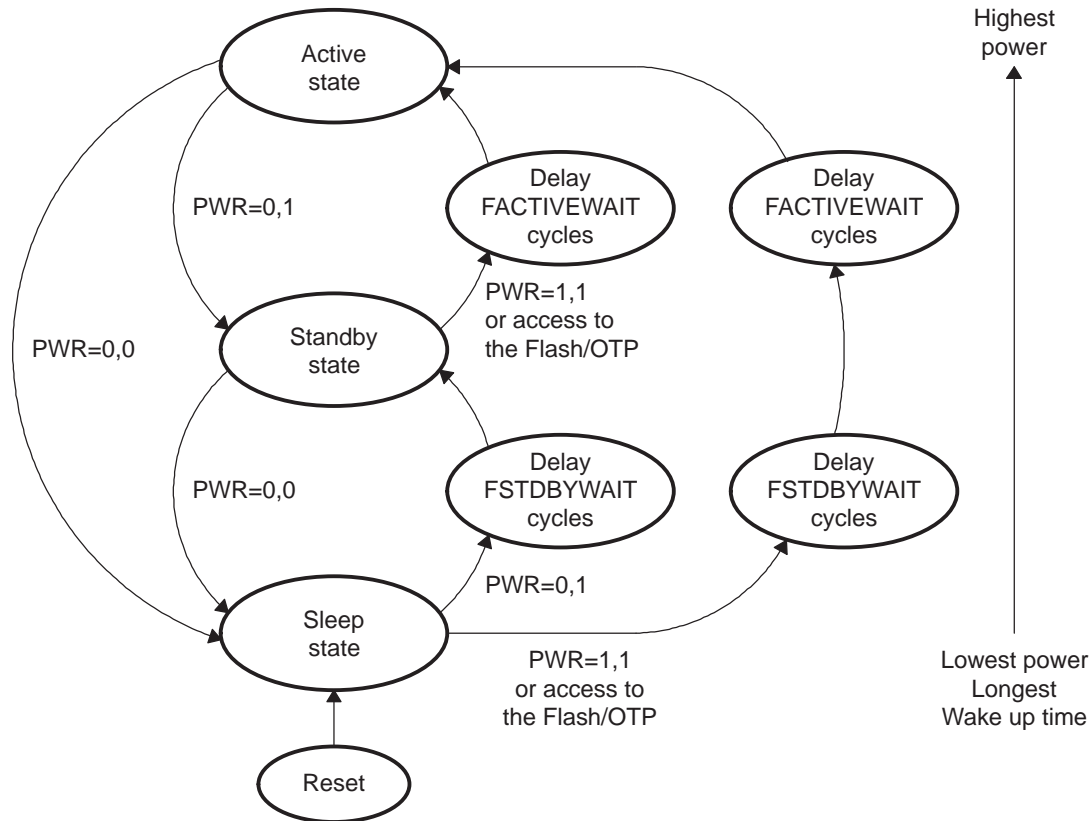 Highest
power
Active
state
Delay
FACTIVEWAIT
cycles
Delay
FACTIVEWAIT
cycles
PWR=0,1
PWR=1,1
or access to
the Flash/OTP
PWR=0,0
Standby
state
Delay
FSTDBYWAIT
cycles
Delay
FSTDBYWAIT
cycles
PWR=0,0
PWR=0,1
Sleep
state
PWR=1,1
or access to
the Flash/OTP
Lowest power
Longest
Wake up time
Reset